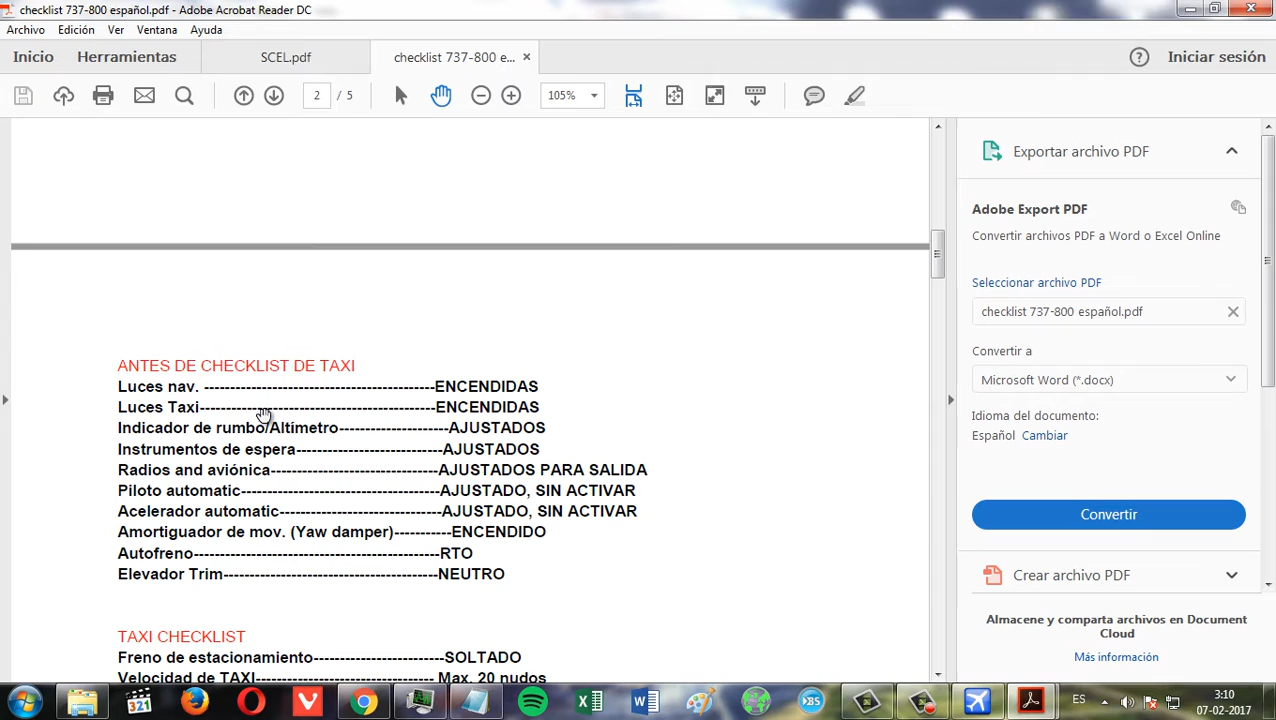 checklist 737-800 español.pdf - Adobe Acrobat Reader DC
Archivo Edición Ver Ventana Ayuda
Inicio Herramientas SCEL.pdf checklist 737-800 e... Iniciar sesión
2 / 5 105%
ANTES DE CHECKLIST DE TAXI
Luces nav. --------------------------------------------ENCENDIDAS
Luces Taxi---------------------------------------------ENCENDIDAS
Indicador de rumbo/Altímetro---------------------AJUSTADOS
Instrumentos de espera----------------------------AJUSTADOS
Radios and aviónica--------------------------------AJUSTADOS PARA SALIDA
Piloto automatic--------------------------------------AJUSTADO, SIN ACTIVAR
Acelerador automatic-------------------------------AJUSTADO, SIN ACTIVAR
Amortiguador de mov. (Yaw damper)-----------ENCENDIDO
Autofreno-----------------------------------------------RTO
Elevador Trim-----------------------------------------NEUTRO
TAXI CHECKLIST
Freno de estacionamiento-------------------------SOLTADO
Velocidad de TAXI---------------------------------- Max. 20 nudos
Exportar archivo PDF
Adobe Export PDF
Convertir archivos PDF a Word o Excel Online
Seleccionar archivo PDF
checklist 737-800 español.pdf
Convertir a
Microsoft Word (*.docx)
Idioma del documento:
Español Cambiar
Convertir
Crear archivo PDF
Almacene y comparta archivos en Document
Cloud
Más información
321
ES
3:10
07-02-2017